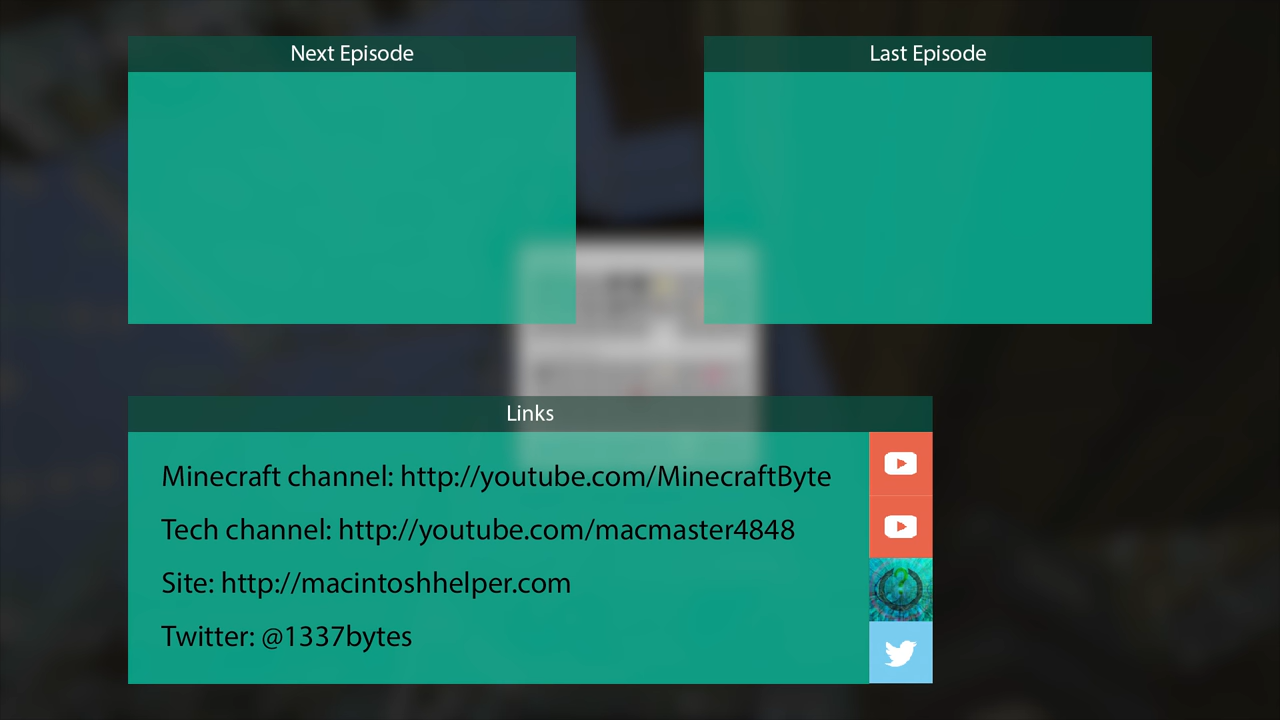 Next Episode
Last Episode
Links
Minecraft channel: http://youtube.com/MinecraftByte
Tech channel: http://youtube.com/macmaster4848
Site: http://macintoshhelper.com
Twitter: @1337bytes